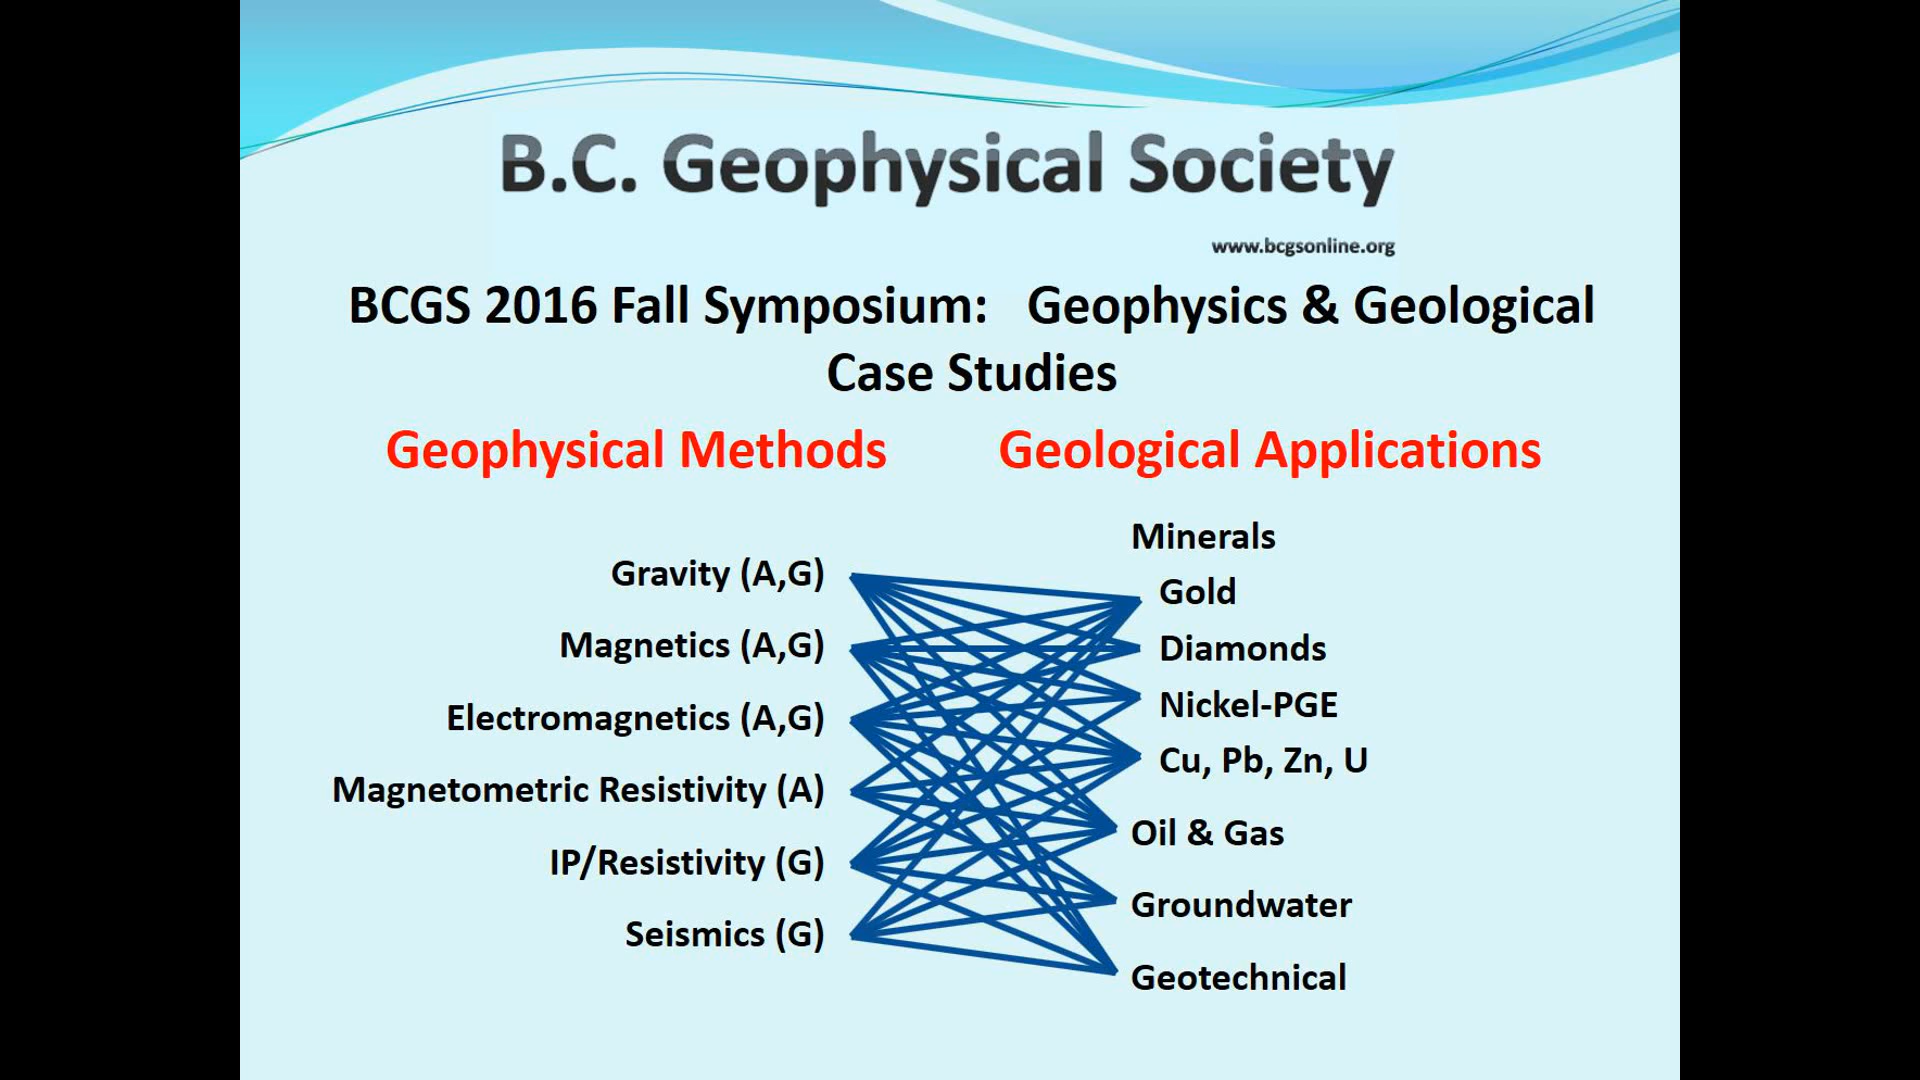 B.C. Geophysical Society
www.bcgsonline.org
BCGS 2016 Fall Symposium: Geophysics & Geological
Case Studies
Geophysical Methods
Gravity (A,G)
Magnetics (A,G)
Electromagnetics (A,G)
Magnetometric Resistivity (A)
IP/Resistivity (G)
Seismics (G)
Geological Applications
Minerals
Gold
Diamonds
Nickel-PGE
Cu, Pb, Zn, U
Oil & Gas
Groundwater
Geotechnical